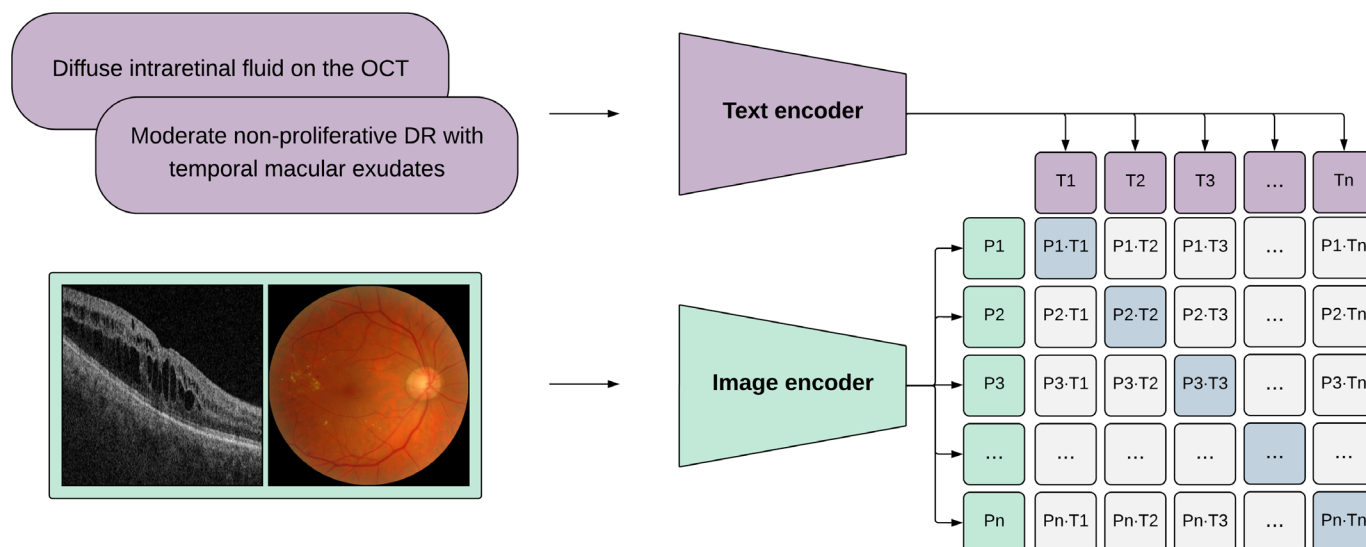 Diffuse intraretinal fluid on the OCT
Moderate non-proliferative DR with
temporal macular exudates
Text encoder
T1 T2 T3 ... Tn
P1 P1·T1 P1·T2 P1·T3 ... P1·Tn
P2 P2·T1 P2·T2 P2·T3 ... P2·Tn
Image encoder
P3 P3·T1 P3·T2 P3·T3 ... P3·Tn
... ... ... ... ... ...
Pn Pn·T1 Pn·T2 Pn·T3 ... Pn·Tn